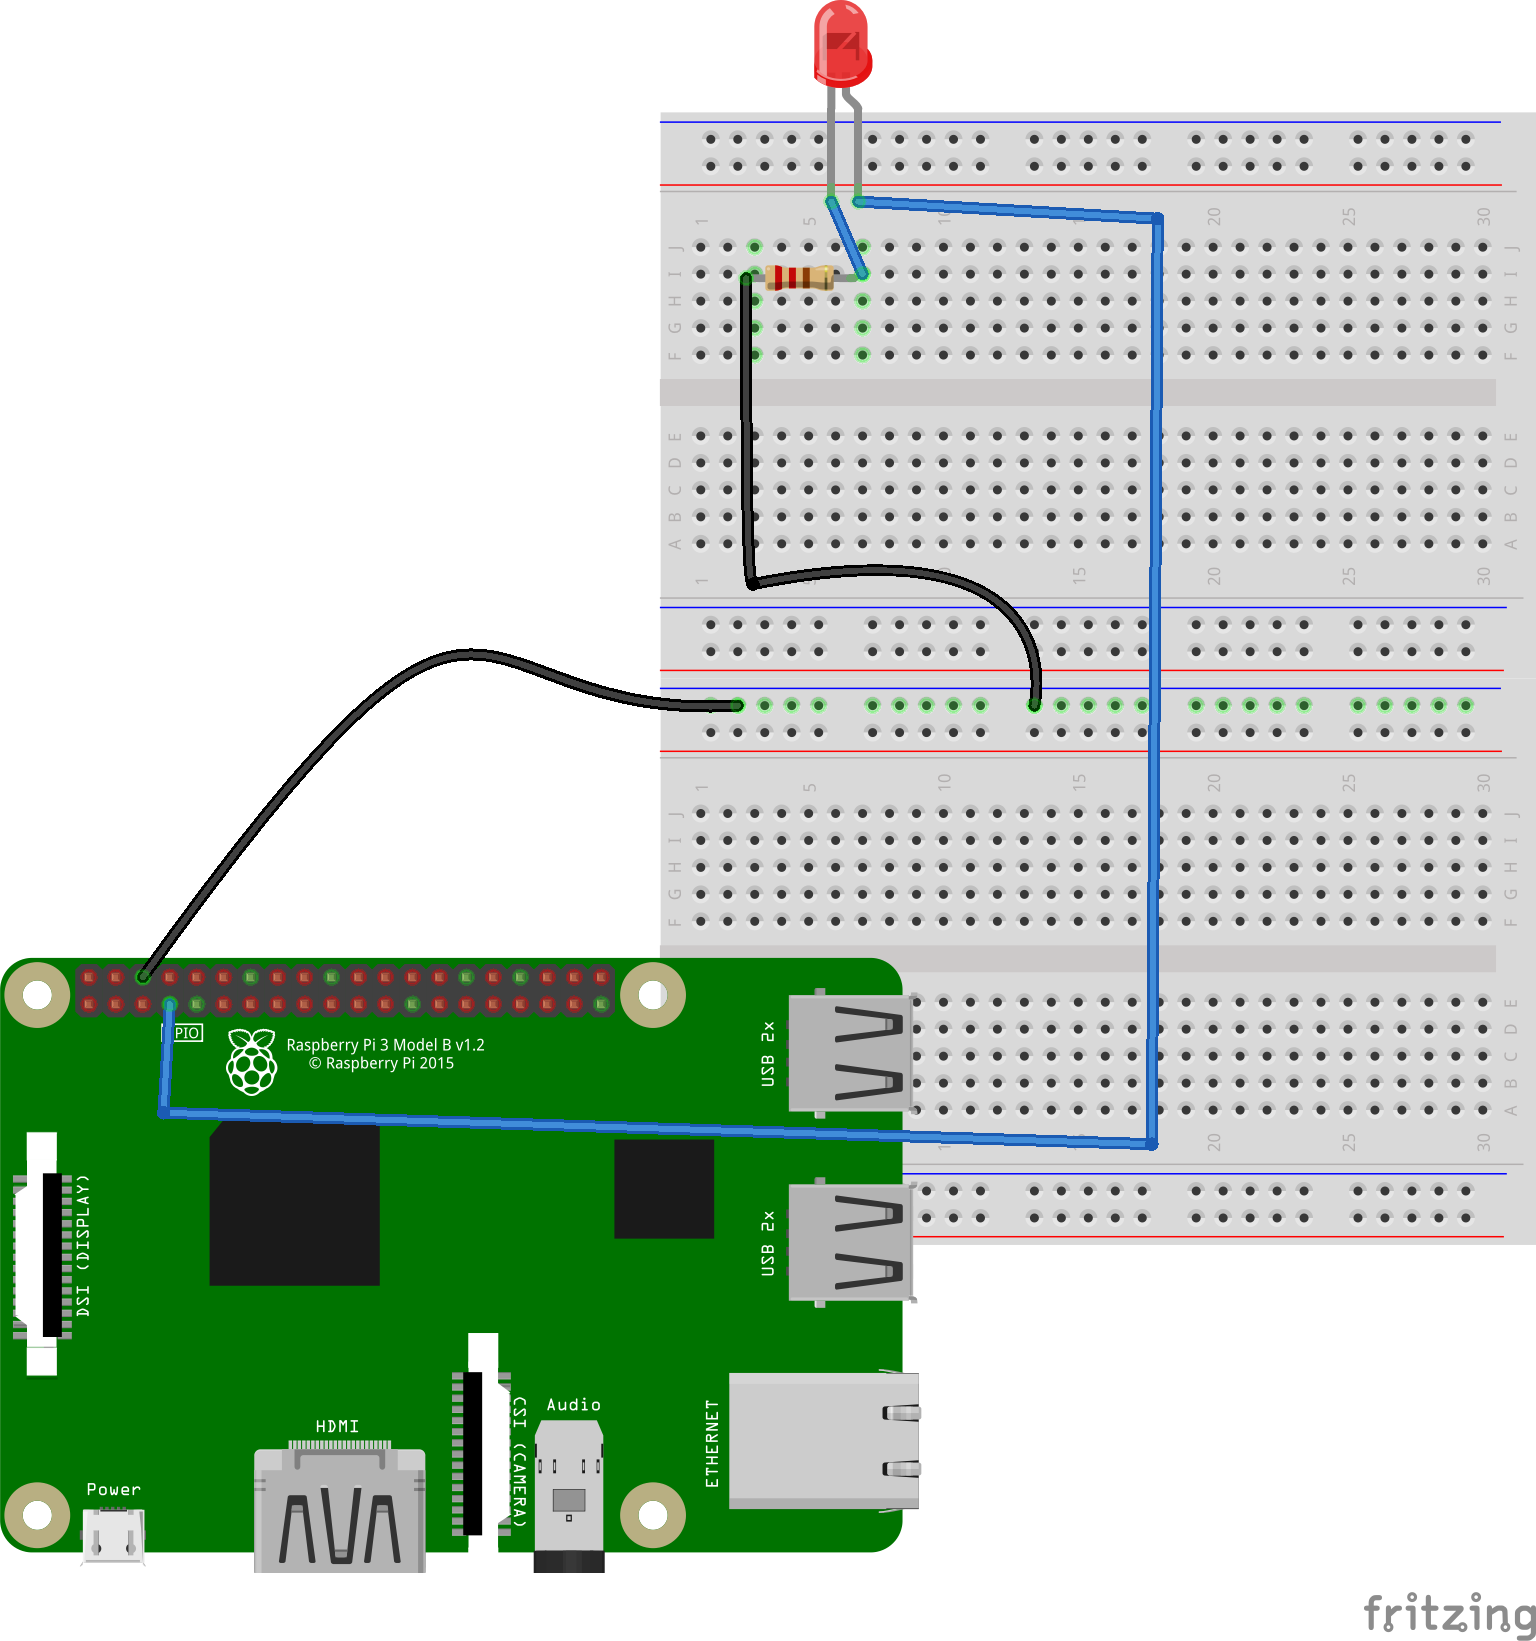 1 5 10 15 20 25 30
J J
I I
H H
G G
F F
E E
D D
C C
B B
A A
1 15 20 25 30
1 5 10 15 20 25 30
J J
I I
H H
G G
F F
E
D
C
B
A
20 25 30
GPIO
Raspberry Pi 3 Model B v1.2
© Raspberry Pi 2015
USB 2x
USB 2x
DSI (DISPLAY)
CSI (CAMERA)
Audio
ETHERNET
HDMI
Power
fritzing